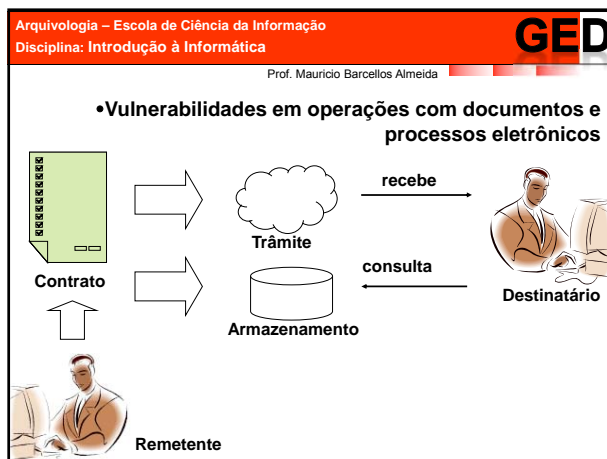 Arquivologia – Escola de Ciência da Informação
Disciplina: Introdução à Informática
GED
Prof. Mauricio Barcellos Almeida
•Vulnerabilidades em operações com documentos e
processos eletrônicos
recebe
Trâmite
consulta
Contrato
Destinatário
Armazenamento
Remetente